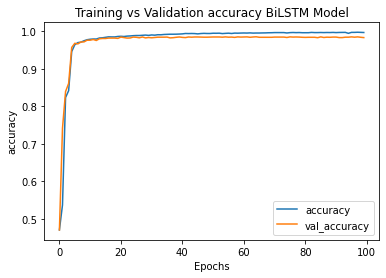 Training vs Validation accuracy BiLSTM Model
1.0
0.9
0.8
0.7
0.6
0.5
accuracy
accuracy
val_accuracy
0 20 40 60 80 100
Epochs